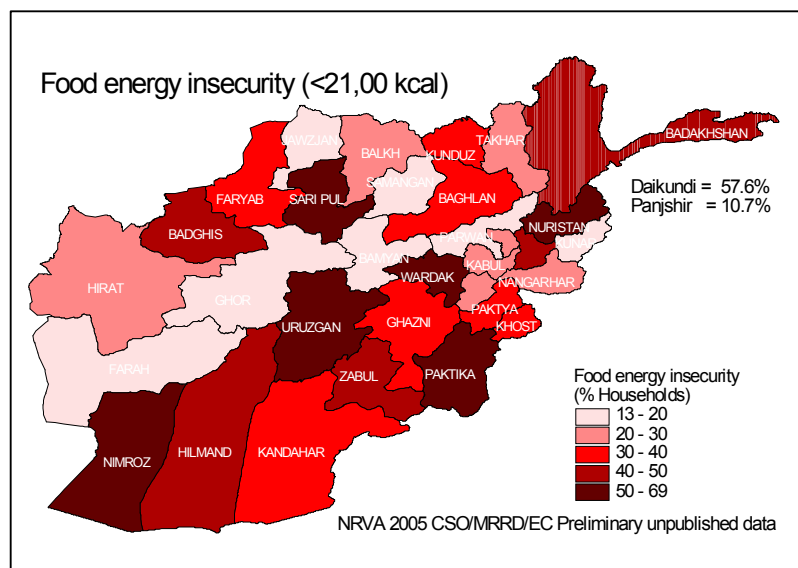 Food energy insecurity (<21,00 kcal)
JAWZJAN
BALKH
KUNDUZ
TAKHAR
BADAKHSHAN
FARYAB
SARI PUL
SAMANGAN
BAGHLAN
Daikundi = 57.6%
Panjshir = 10.7%
BADGHIS
NURISTAN
PARWAN
KUNAR
HIRAT
BAMYAN
KABUL
WARDAK
NANGARHAR
GHOR
URUZGAN
GHAZNI
PAKTYA
KHOST
FARAH
ZABUL
PAKTIKA
NIMROZ
HILMAND
KANDAHAR
Food energy insecurity
(% Households)
13 - 20
20 - 30
30 - 40
40 - 50
50 - 69
NRVA 2005 CSO/MRRD/EC Preliminary unpublished data